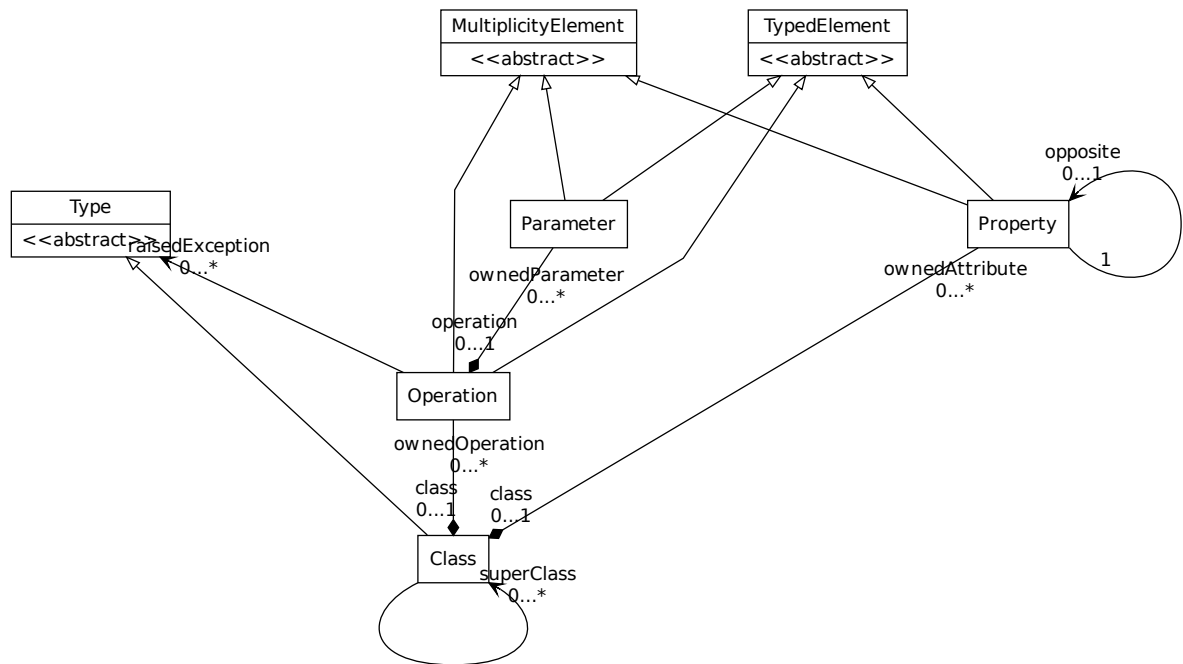 MultiplicityElement
<<abstract>>
TypedElement
<<abstract>>
opposite
0...1
Type
<<abstract>>
Parameter
Property
raisedException
0...*
1
ownedParameter
0...*
ownedAttribute
0...*
operation
0...1
Operation
ownedOperation
0...*
class
0...1
class
0...1
Class
superClass
0...*